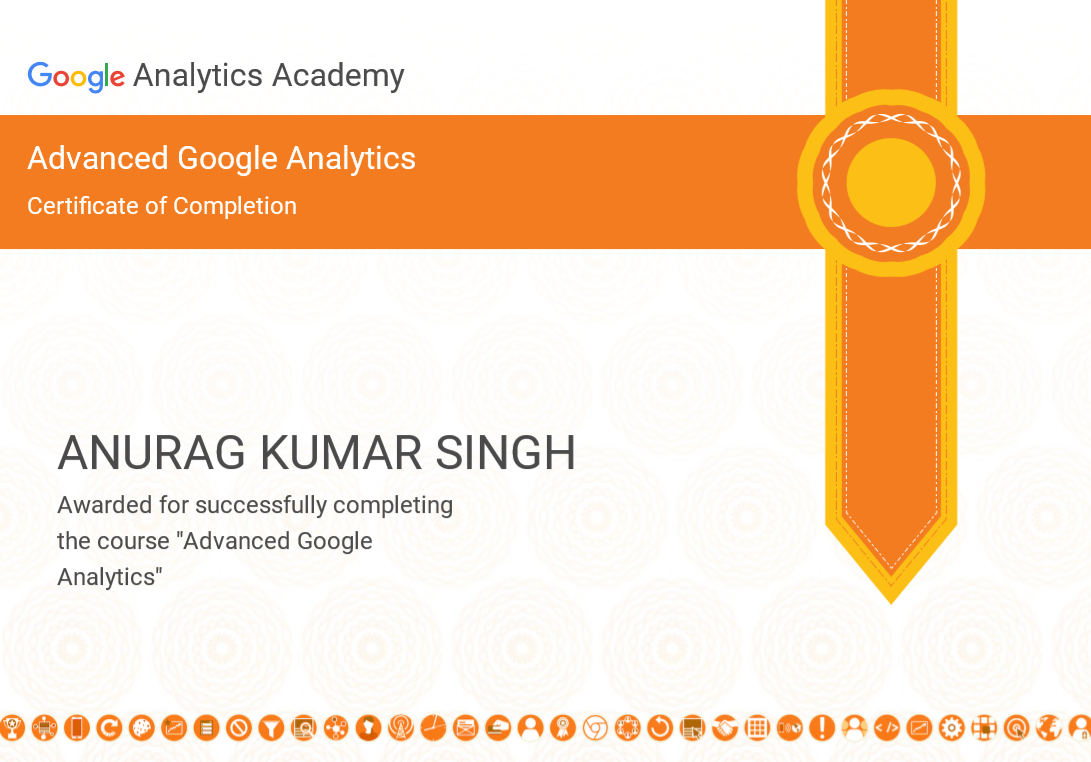 Google Analytics Academy
Advanced Google Analytics
Certificate of Completion
ANURAG KUMAR SINGH
Awarded for successfully completing
the course "Advanced Google
Analytics"